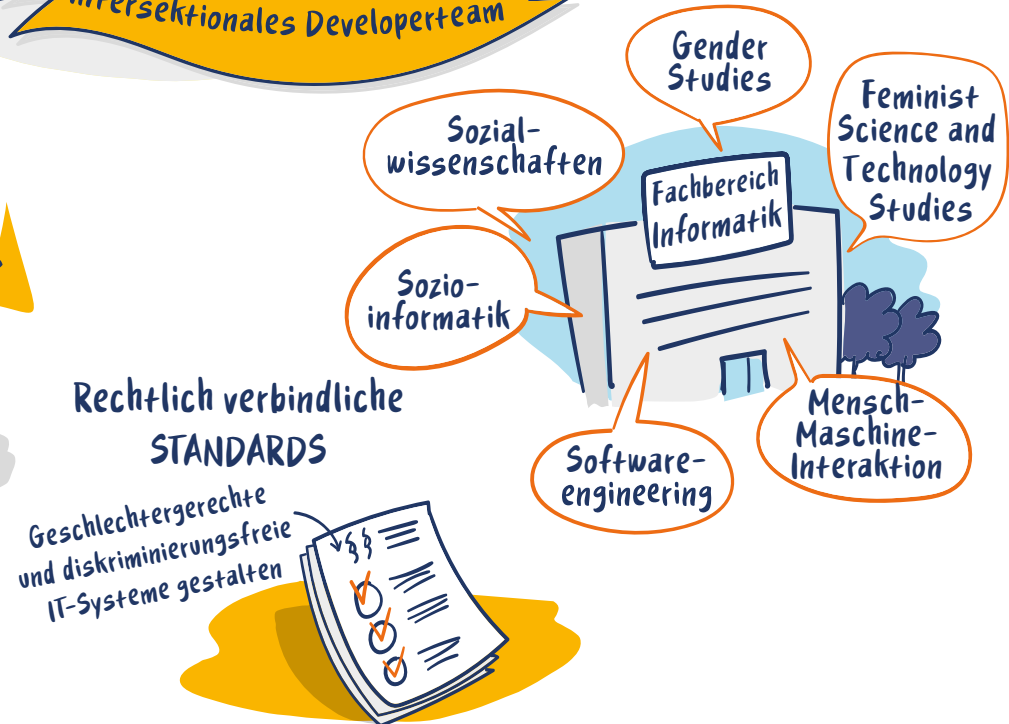 intersektionales Developerteam
Gender
Studies
Feminist
Science and
Technology
Studies
Sozial-
wissenschaften
Fachbereich
Informatik
Sozio-
informatik
Mensch-
Maschine-
Interaktion
Software-
engineering
Rechtlich verbindliche
STANDARDS
Geschlechtergerechte
und diskriminierungsfreie
IT-Systeme gestalten
§§